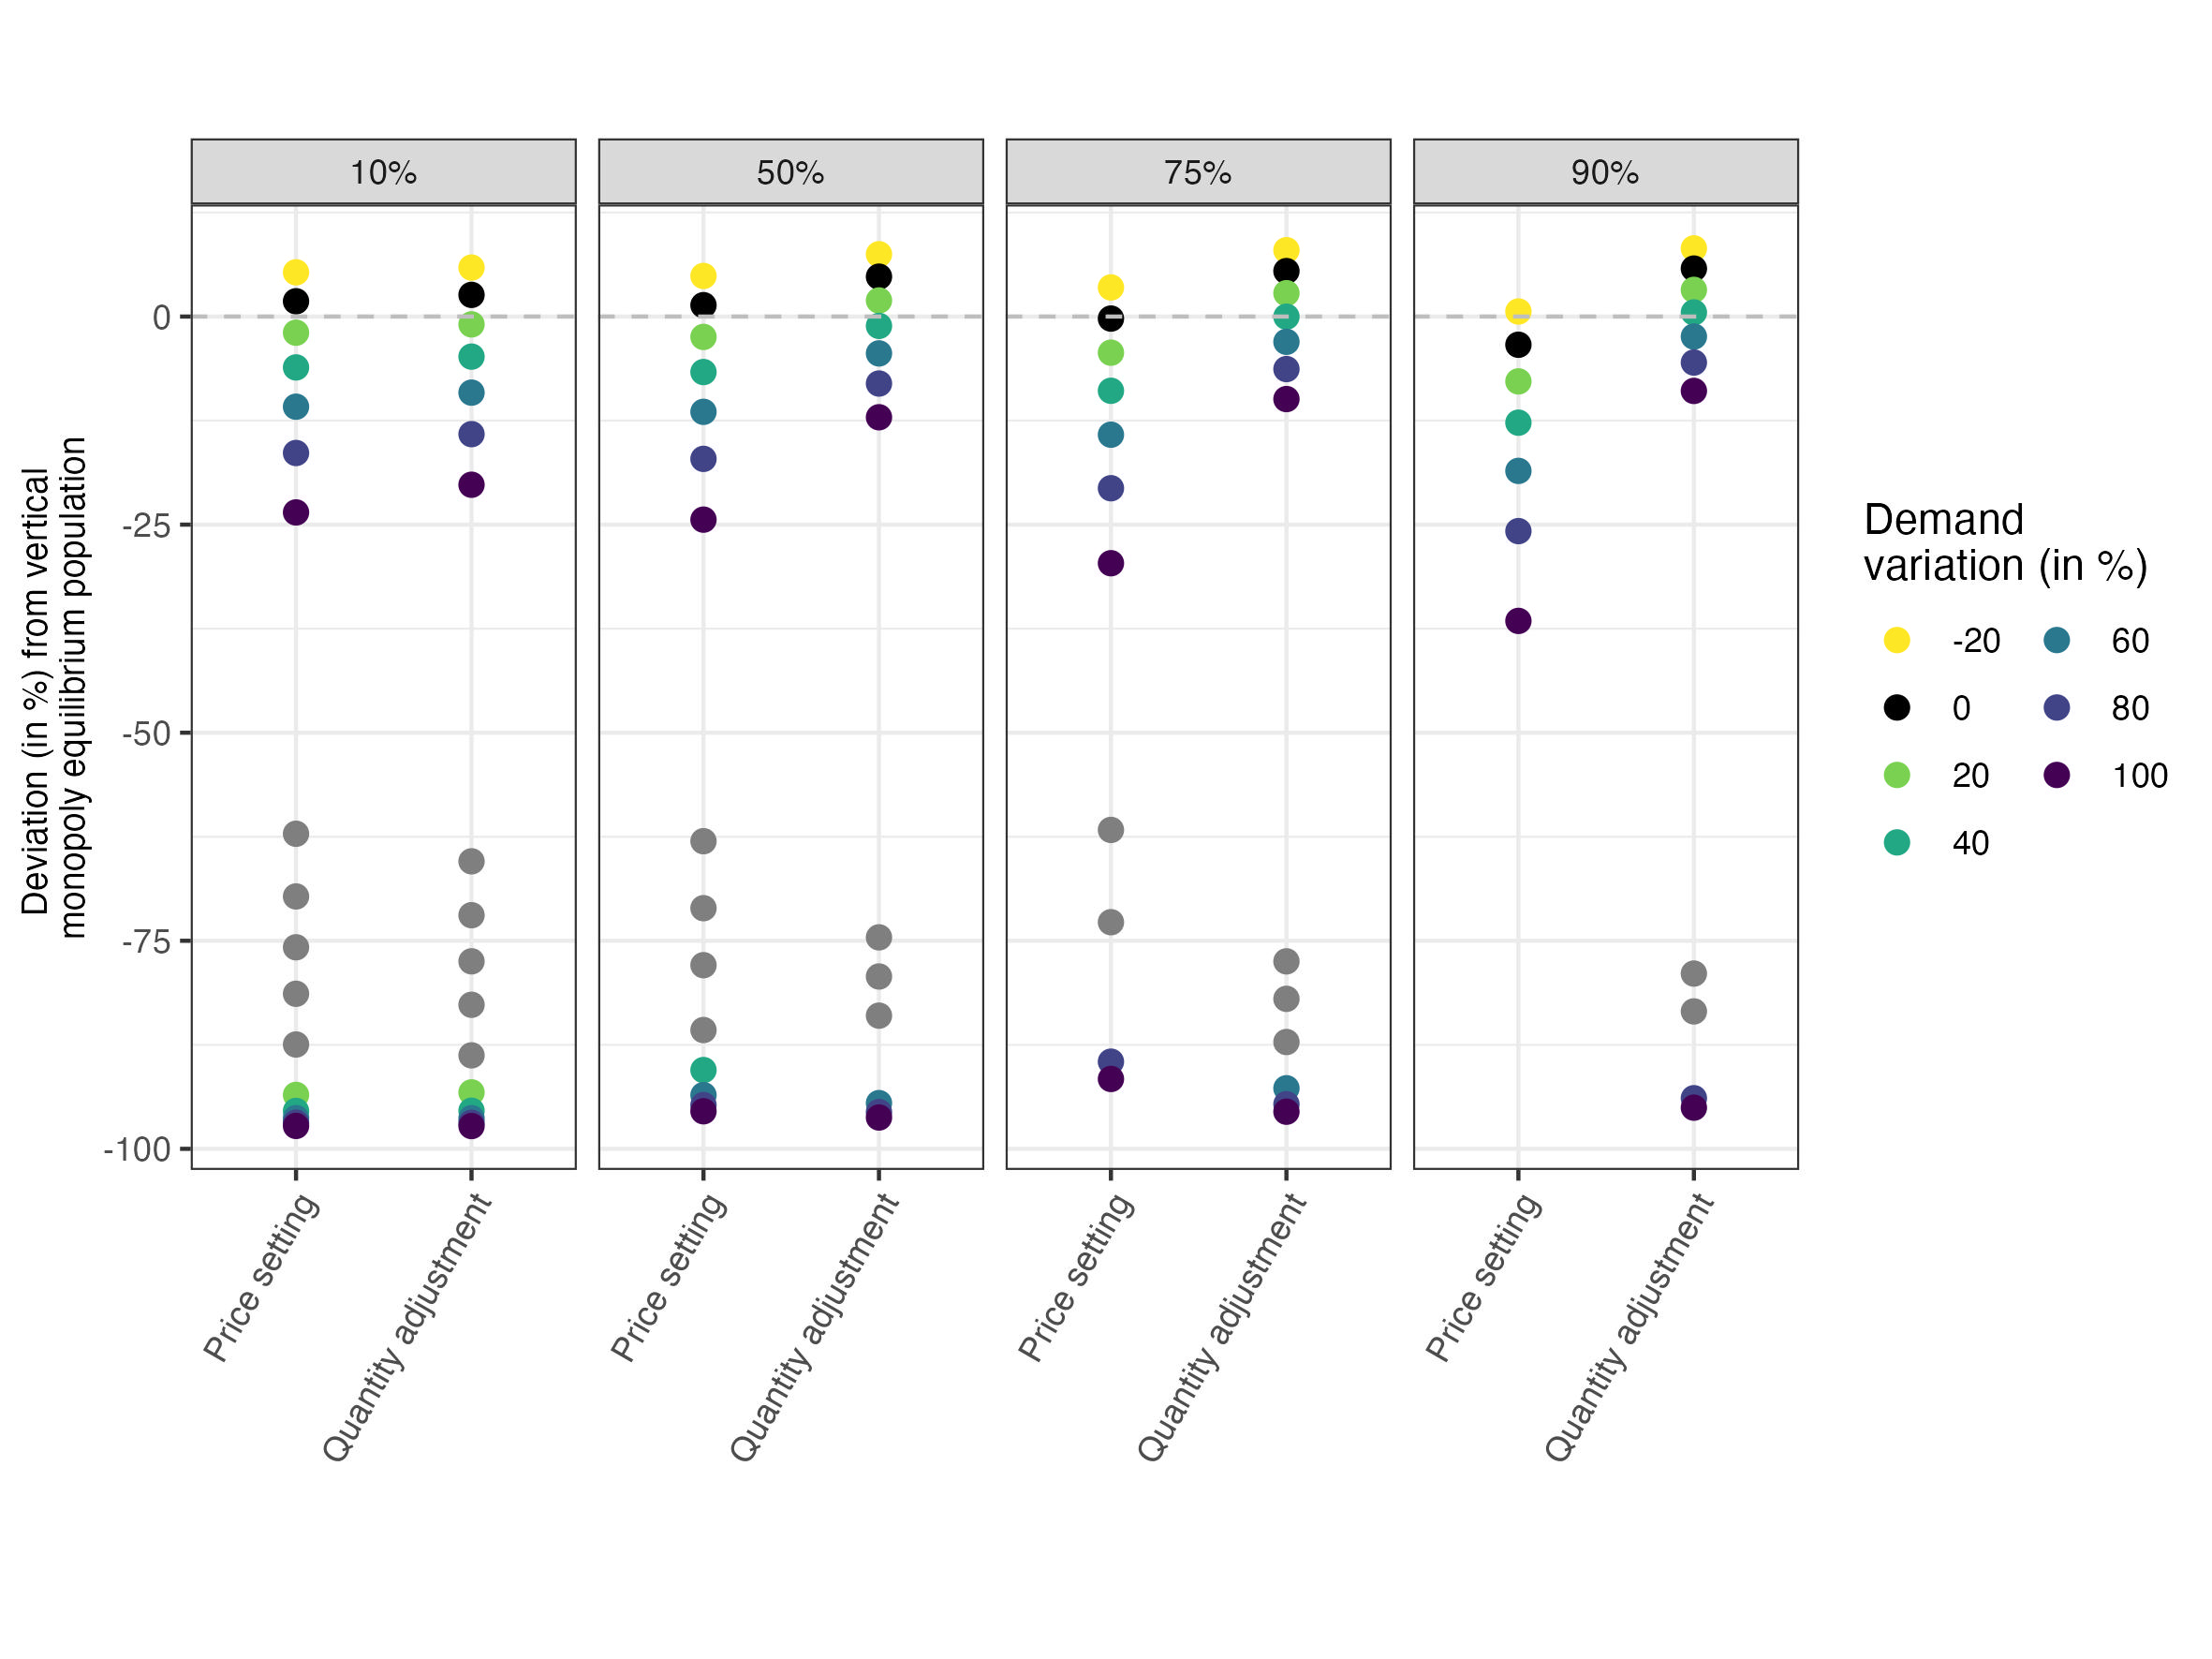 10%
50%
75%
90%
Deviation (in %) from vertical
monopoly equilibrium population
0
-25
-50
-75
-100
Price setting
Quantity adjustment
Price setting
Quantity adjustment
Price setting
Quantity adjustment
Price setting
Quantity adjustment
Demand
variation (in %)
-20
0
20
40
60
80
100